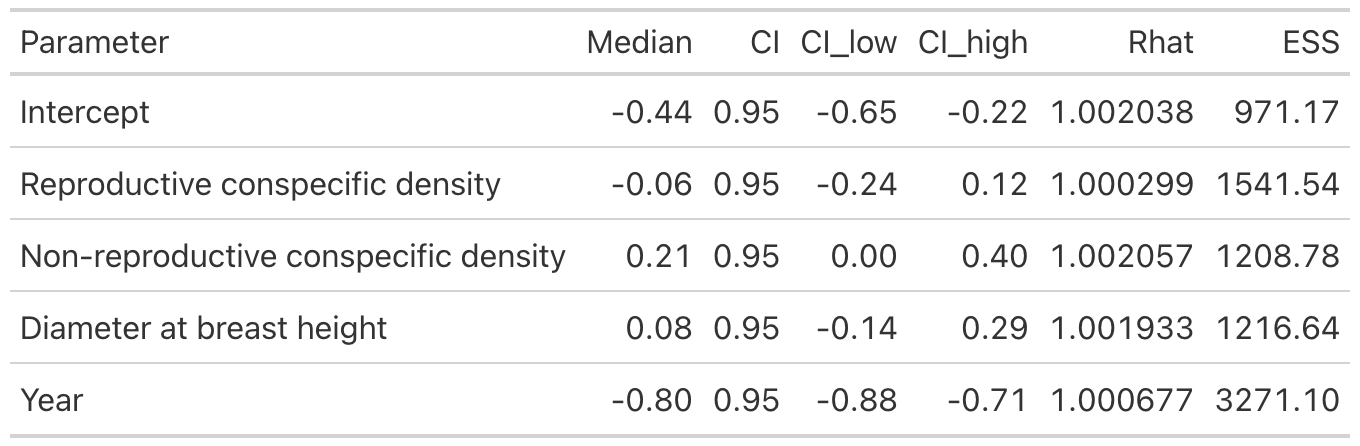 Parameter Median CI CI_low CI_high Rhat ESS
Intercept -0.44 0.95 -0.65 -0.22 1.002038 971.17
Reproductive conspecific density -0.06 0.95 -0.24 0.12 1.000299 1541.54
Non-reproductive conspecific density 0.21 0.95 0.00 0.40 1.002057 1208.78
Diameter at breast height 0.08 0.95 -0.14 0.29 1.001933 1216.64
Year -0.80 0.95 -0.88 -0.71 1.000677 3271.10